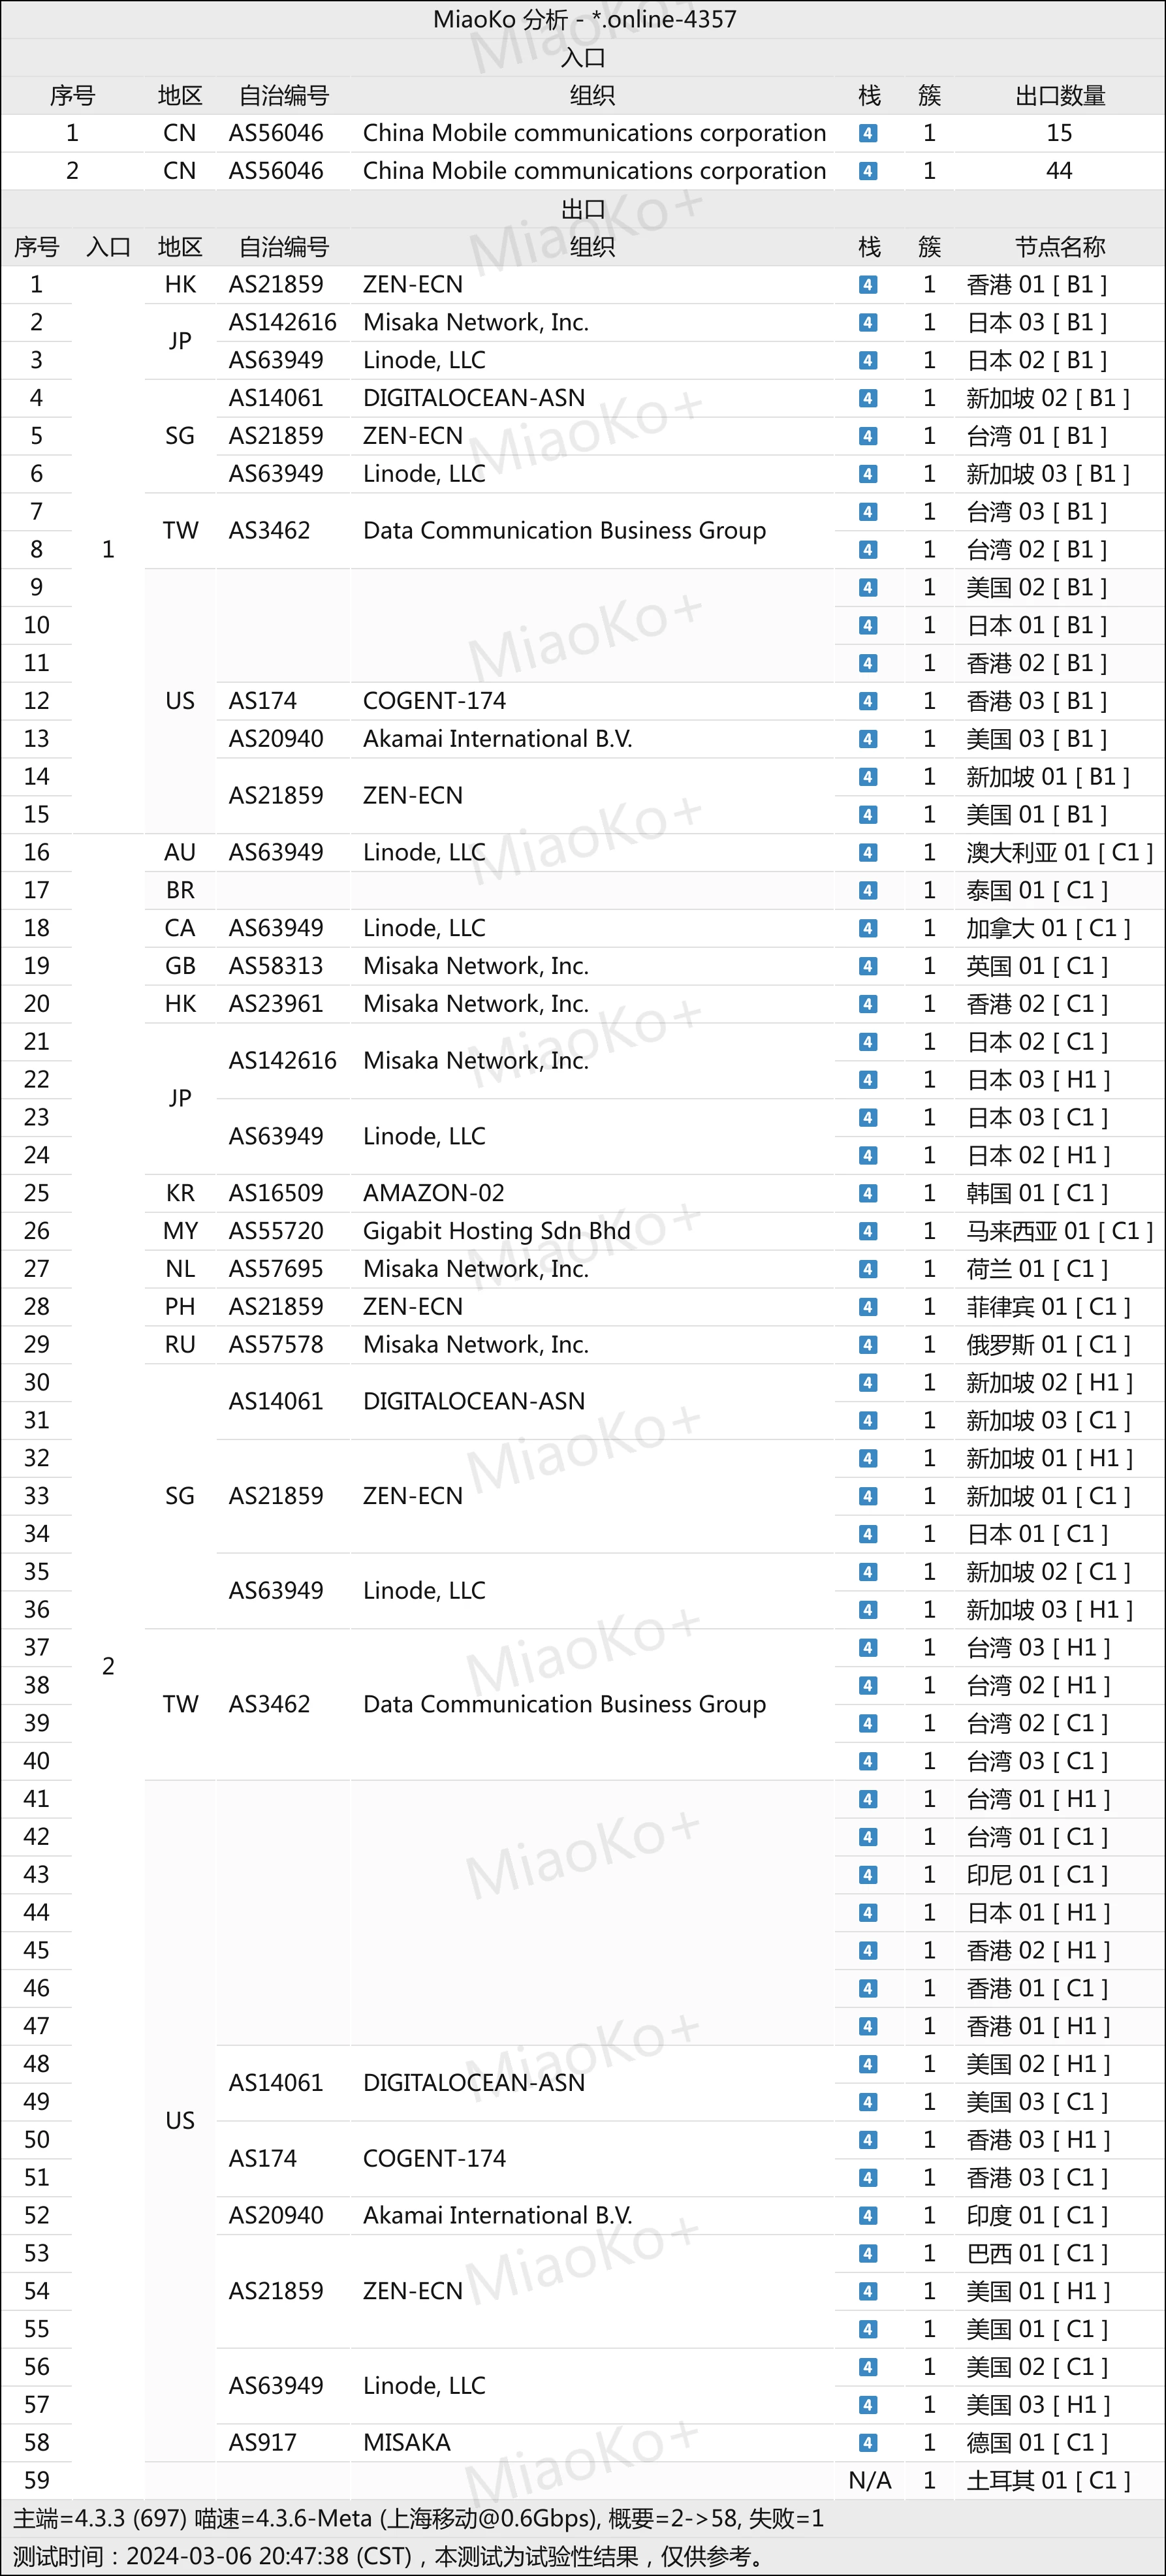 MiaoKo 分析 - *.online-4357
入口
序号 地区 自治编号 组织 栈 簇 出口数量
1 CN AS56046 China Mobile communications corporation 4 1 15
2 CN AS56046 China Mobile communications corporation 4 1 44
出口
序号 入口 地区 自治编号 组织 栈 簇 节点名称
1 HK AS21859 ZEN-ECN 4 1 香港 01 [ B1 ]
2 JP AS142616 Misaka Network, Inc. 4 1 日本 03 [ B1 ]
3 AS63949 Linode, LLC 4 1 日本 02 [ B1 ]
4 AS14061 DIGITALOCEAN-ASN 4 1 新加坡 02 [ B1 ]
5 SG AS21859 ZEN-ECN 4 1 台湾 01 [ B1 ]
6 AS63949 Linode, LLC 4 1 新加坡 03 [ B1 ]
7 TW AS3462 Data Communication Business Group 4 1 台湾 03 [ B1 ]
8 1 4 1 台湾 02 [ B1 ]
9 4 1 美国 02 [ B1 ]
10 4 1 日本 01 [ B1 ]
11 4 1 香港 02 [ B1 ]
12 US AS174 COGENT-174 4 1 香港 03 [ B1 ]
13 AS20940 Akamai International B.V. 4 1 美国 03 [ B1 ]
14 AS21859 ZEN-ECN 4 1 新加坡 01 [ B1 ]
15 4 1 美国 01 [ B1 ]
16 AU AS63949 Linode, LLC 4 1 澳大利亚 01 [ C1 ]
17 BR 4 1 泰国 01 [ C1 ]
18 CA AS63949 Linode, LLC 4 1 加拿大 01 [ C1 ]
19 GB AS58313 Misaka Network, Inc. 4 1 英国 01 [ C1 ]
20 HK AS23961 Misaka Network, Inc. 4 1 香港 02 [ C1 ]
21 AS142616 Misaka Network, Inc. 4 1 日本 02 [ C1 ]
22 JP 4 1 日本 03 [ H1 ]
23 AS63949 Linode, LLC 4 1 日本 03 [ C1 ]
24 4 1 日本 02 [ H1 ]
25 KR AS16509 AMAZON-02 4 1 韩国 01 [ C1 ]
26 MY AS55720 Gigabit Hosting Sdn Bhd 4 1 马来西亚 01 [ C1 ]
27 NL AS57695 Misaka Network, Inc. 4 1 荷兰 01 [ C1 ]
28 PH AS21859 ZEN-ECN 4 1 菲律宾 01 [ C1 ]
29 RU AS57578 Misaka Network, Inc. 4 1 俄罗斯 01 [ C1 ]
30 AS14061 DIGITALOCEAN-ASN 4 1 新加坡 02 [ H1 ]
31 4 1 新加坡 03 [ C1 ]
32 4 1 新加坡 01 [ H1 ]
33 SG AS21859 ZEN-ECN 4 1 新加坡 01 [ C1 ]
34 4 1 日本 01 [ C1 ]
35 AS63949 Linode, LLC 4 1 新加坡 02 [ C1 ]
36 4 1 新加坡 03 [ H1 ]
37 2 4 1 台湾 03 [ H1 ]
38 TW AS3462 Data Communication Business Group 4 1 台湾 02 [ H1 ]
39 4 1 台湾 02 [ C1 ]
40 4 1 台湾 03 [ C1 ]
41 4 1 台湾 01 [ H1 ]
42 4 1 台湾 01 [ C1 ]
43 4 1 印尼 01 [ C1 ]
44 4 1 日本 01 [ H1 ]
45 4 1 香港 02 [ H1 ]
46 4 1 香港 01 [ C1 ]
47 4 1 香港 01 [ H1 ]
48 AS14061 DIGITALOCEAN-ASN 4 1 美国 02 [ H1 ]
49 US 4 1 美国 03 [ C1 ]
50 AS174 COGENT-174 4 1 香港 03 [ H1 ]
51 4 1 香港 03 [ C1 ]
52 AS20940 Akamai International B.V. 4 1 印度 01 [ C1 ]
53 4 1 巴西 01 [ C1 ]
54 AS21859 ZEN-ECN 4 1 美国 01 [ H1 ]
55 4 1 美国 01 [ C1 ]
56 AS63949 Linode, LLC 4 1 美国 02 [ C1 ]
57 4 1 美国 03 [ H1 ]
58 AS917 MISAKA 4 1 德国 01 [ C1 ]
59 N/A 1 土耳其 01 [ C1 ]
主端=4.3.3 (697) 喵速=4.3.6-Meta (上海移动@0.6Gbps), 概要=2->58, 失败=1
测试时间：2024-03-06 20:47:38 (CST)，本测试为试验性结果，仅供参考。
MiaoKo+
MiaoKo+
MiaoKo+
MiaoKo+
MiaoKo+
MiaoKo+
MiaoKo+
MiaoKo+
MiaoKo+
MiaoKo+
MiaoKo+
MiaoKo+
MiaoKo+